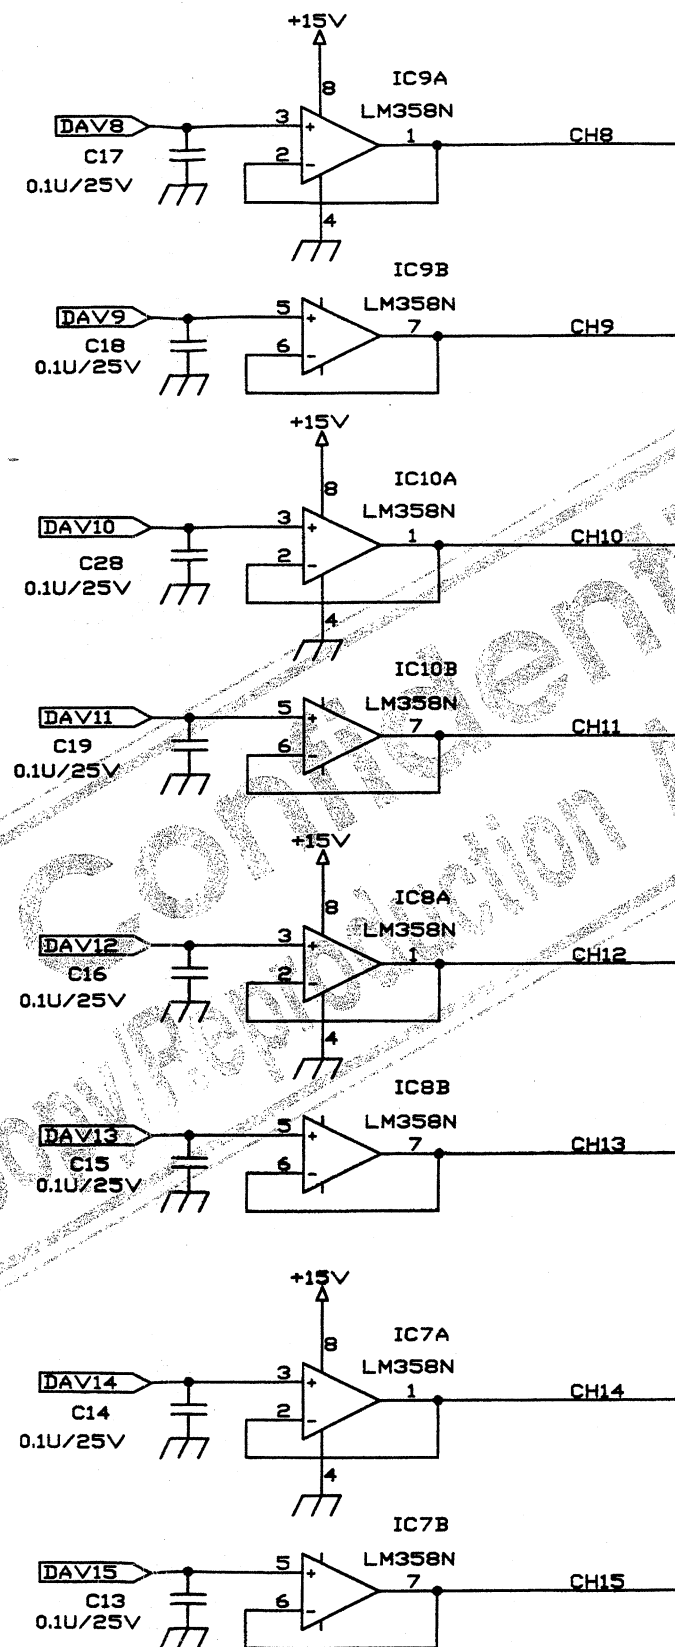 +15V
8
IC9A
LM358N
DAV8
3
+
1
CH8
C17
2
-
0.1U/25V
4
IC9B
LM358N
DAV9
5
+
7
CH9
C18
6
-
0.1U/25V
+15V
8
IC10A
LM358N
DAV10
3
+
1
CH10
C28
2
-
0.1U/25V
4
IC10B
LM358N
DAV11
5
+
7
CH11
C19
6
-
0.1U/25V
+15V
8
IC8A
LM358N
DAV12
3
+
1
CH12
C16
2
-
0.1U/25V
4
IC8B
LM358N
DAV13
5
+
7
CH13
C15
6
-
0.1U/25V
+15V
8
IC7A
LM358N
DAV14
3
+
1
CH14
C14
2
-
0.1U/25V
4
IC7B
LM358N
DAV15
5
+
7
CH15
C13
6
-
0.1U/25V
Confidenti
opy/Reproduction